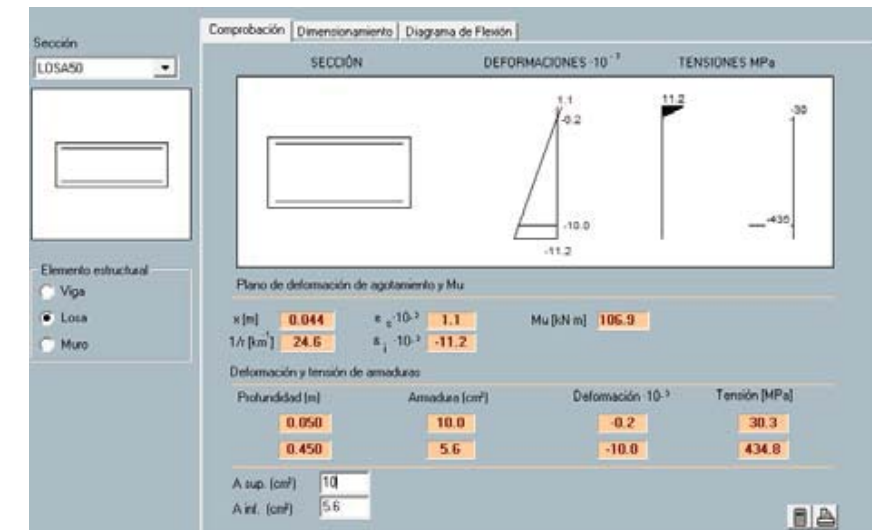 Sección
LOSA50
Comprobación Dimensionamiento Diagrama de Flexión
SECCIÓN DEFORMACIONES ·10⁻³ TENSIONES MPa
1.1
-0.2
-10.0
-11.2
11.2
-30
-435
Elemento estructural
Viga
Losa
Muro
Plano de deformación de agotamiento y Mu
x [m] 0.044 ε s ·10⁻³ 1.1 Mu [kN m] 106.9
1/r [km⁻¹] 24.6 ε i ·10⁻³ -11.2
Deformación y tensión de armaduras
Profundidad [m] Armadura [cm²] Deformación ·10⁻³ Tensión [MPa]
0.050 10.0 -0.2 30.3
0.450 5.6 -10.0 434.8
A sup. (cm²) 10
A inf. (cm²) 5.6